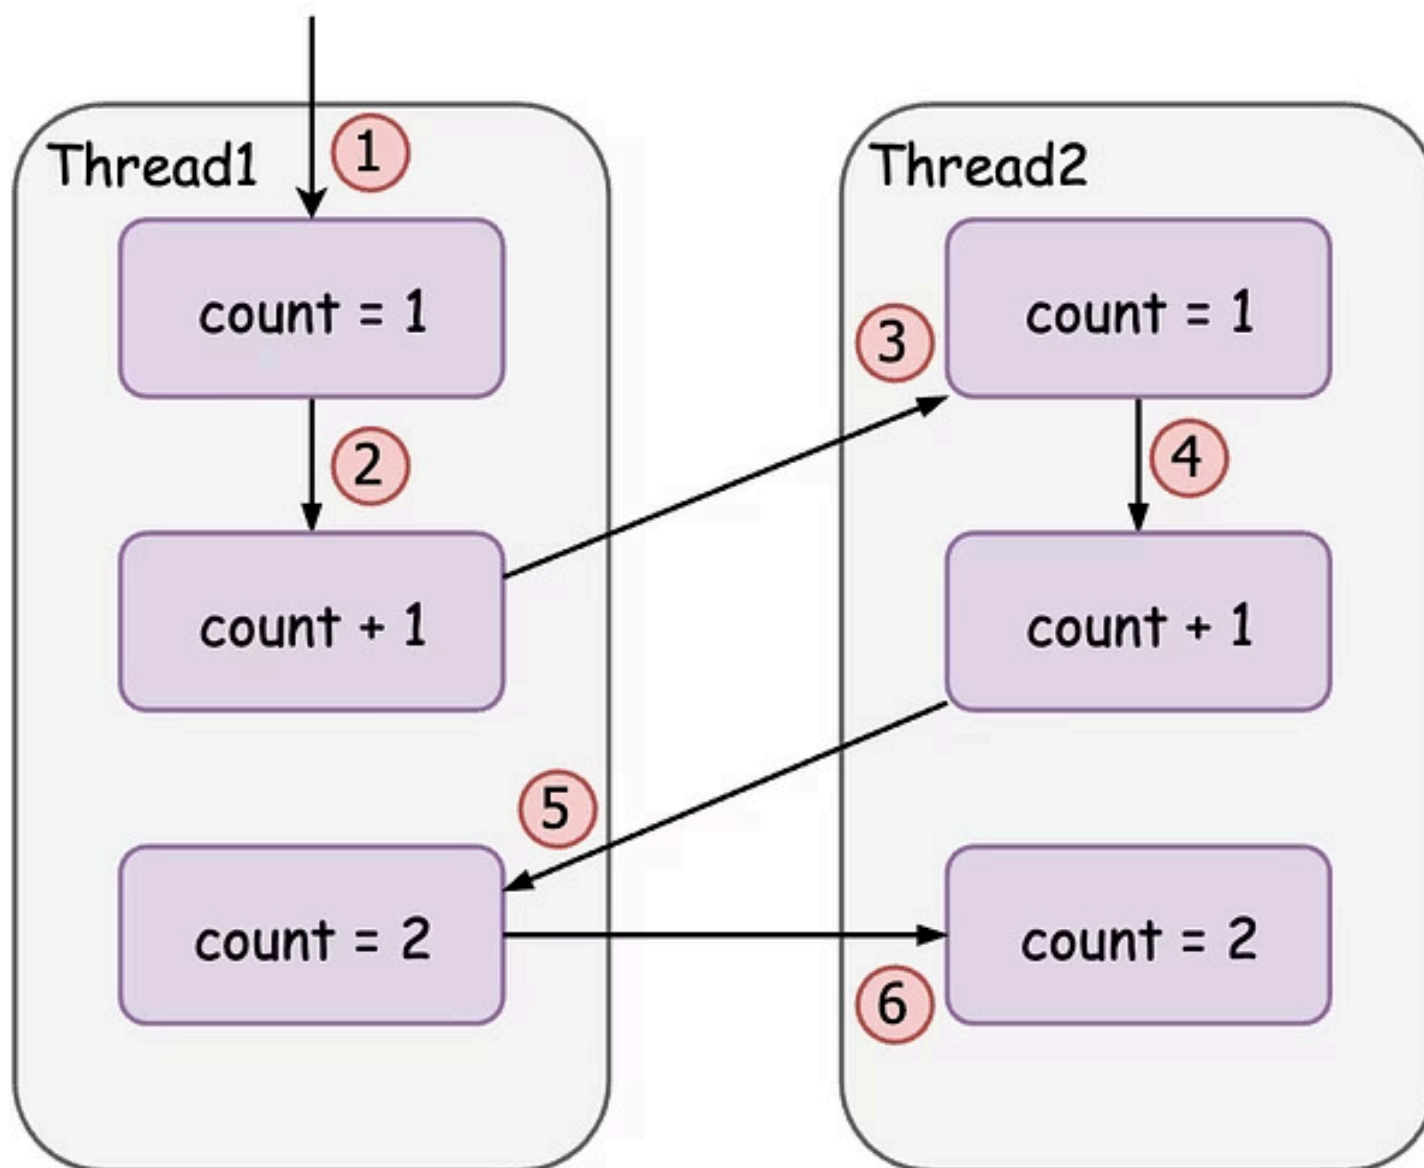 Thread1
1
count = 1
2
count + 1
5
count = 2
Thread2
3
count = 1
4
count + 1
6
count = 2